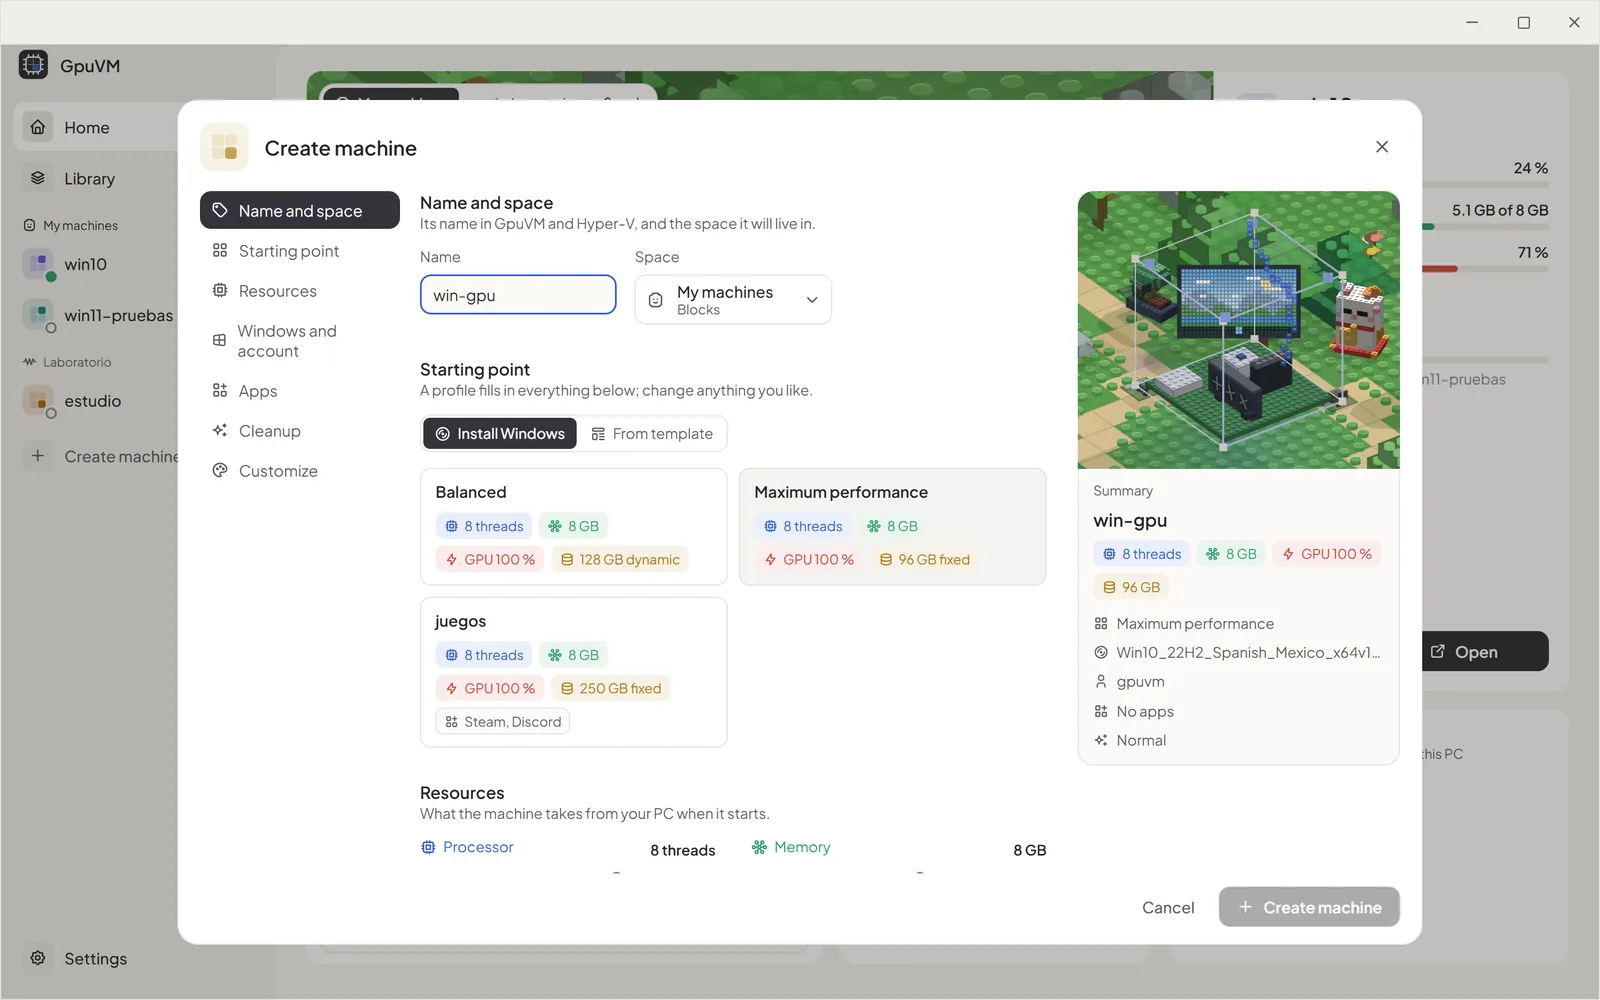 GpuVM
Home
Library
My machines
win10
win11-pruebas
Laboratorio
estudio
Create machine
Settings
Create machine
Name and space
Starting point
Resources
Windows and
account
Apps
Cleanup
Customize
Name and space
Its name in GpuVM and Hyper-V, and the space it will live in.
Name
Space
win-gpu
My machines
Blocks
Starting point
A profile fills in everything below; change anything you like.
Install Windows
From template
Balanced
8 threads
8 GB
GPU 100 %
128 GB dynamic
Maximum performance
8 threads
8 GB
GPU 100 %
96 GB fixed
juegos
8 threads
8 GB
GPU 100 %
250 GB fixed
Steam, Discord
Resources
What the machine takes from your PC when it starts.
Processor
8 threads
Memory
8 GB
Summary
win-gpu
8 threads
8 GB
GPU 100 %
96 GB
Maximum performance
Win10_22H2_Spanish_Mexico_x64v1...
gpuvm
No apps
Normal
Cancel
Create machine
24 %
5.1 GB of 8 GB
71 %
n11-pruebas
Open
this PC